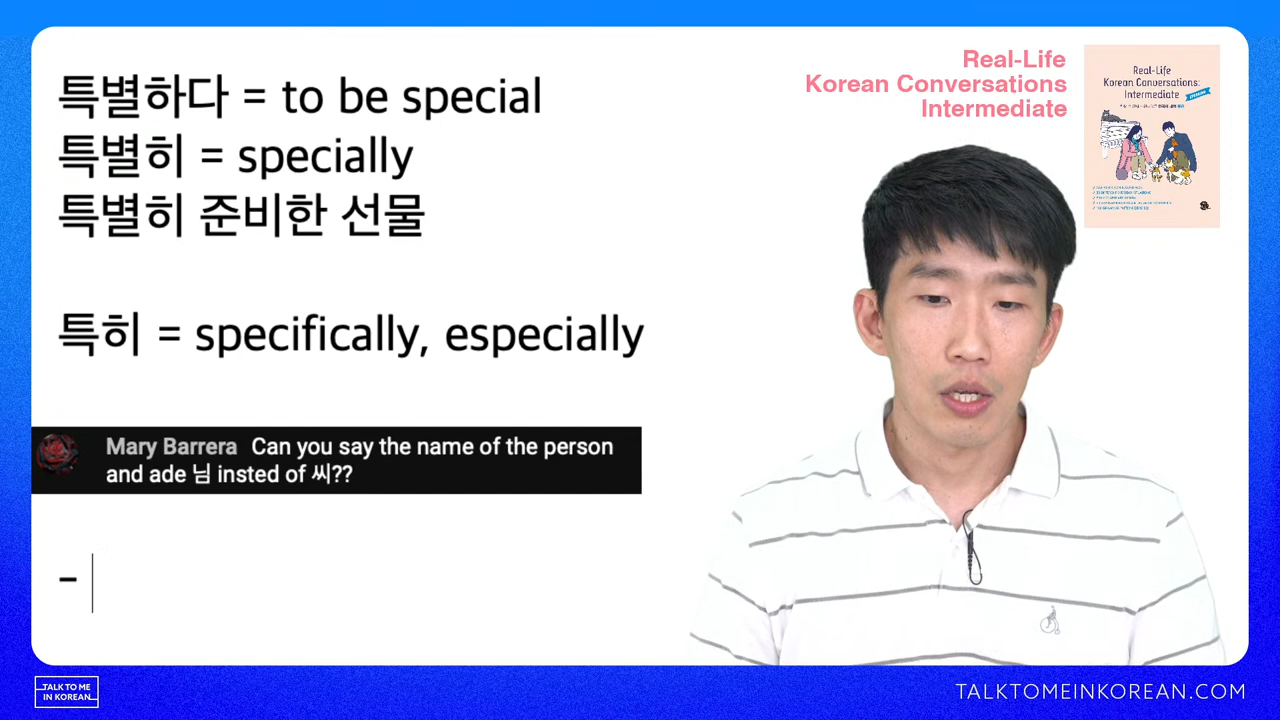 특별하다 = to be special
특별히 = specially
특별히 준비한 선물
특히 = specifically, especially
Mary Barrera Can you say the name of the person
and ade 님 insted of 씨??
-
Real-Life
Korean Conversations
Intermediate
Real-Life
Korean Conversations:
Intermediate
TALK TO ME
IN KOREAN
TALKTOMEINKOREAN.COM